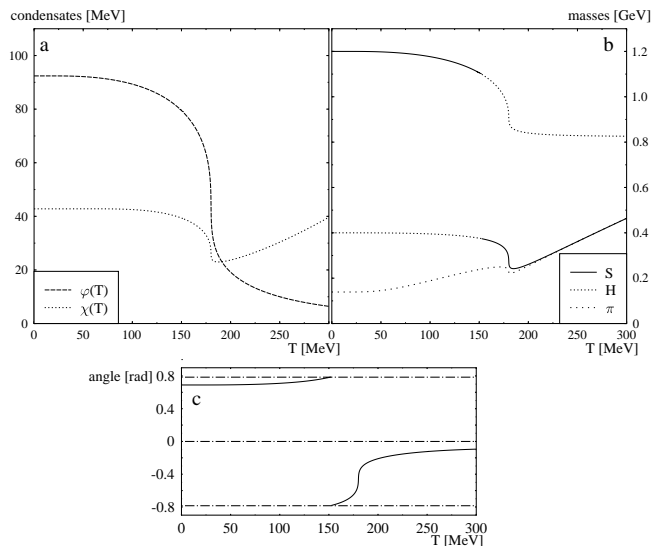 condensates [MeV]
masses [GeV]
a
b
100
80
60
40
20
0
1.2
1.0
0.8
0.6
0.4
0.2
0
φ(T)
χ(T)
S
H
π
0 50 100 150 200 250
T [MeV]
0 50 100 150 200 250 300
T [MeV]
angle [rad]
c
0.8
0.4
0
-0.4
-0.8
0 50 100 150 200 250 300
T [MeV]